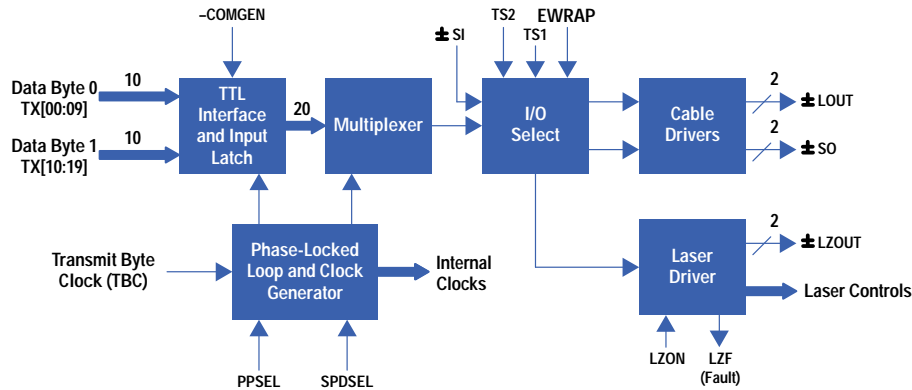 –COMGEN
± SI
TS2
TS1
EWRAP
Data Byte 0
TX[00:09]
10
Data Byte 1
TX[10:19]
10
TTL
Interface
and Input
Latch
20
Multiplexer
I/O
Select
Cable
Drivers
2
± LOUT
2
± SO
Transmit Byte
Clock (TBC)
Phase-Locked
Loop and Clock
Generator
Internal
Clocks
PPSEL
SPDSEL
Laser
Driver
2
± LZOUT
Laser Controls
LZON
LZF
(Fault)